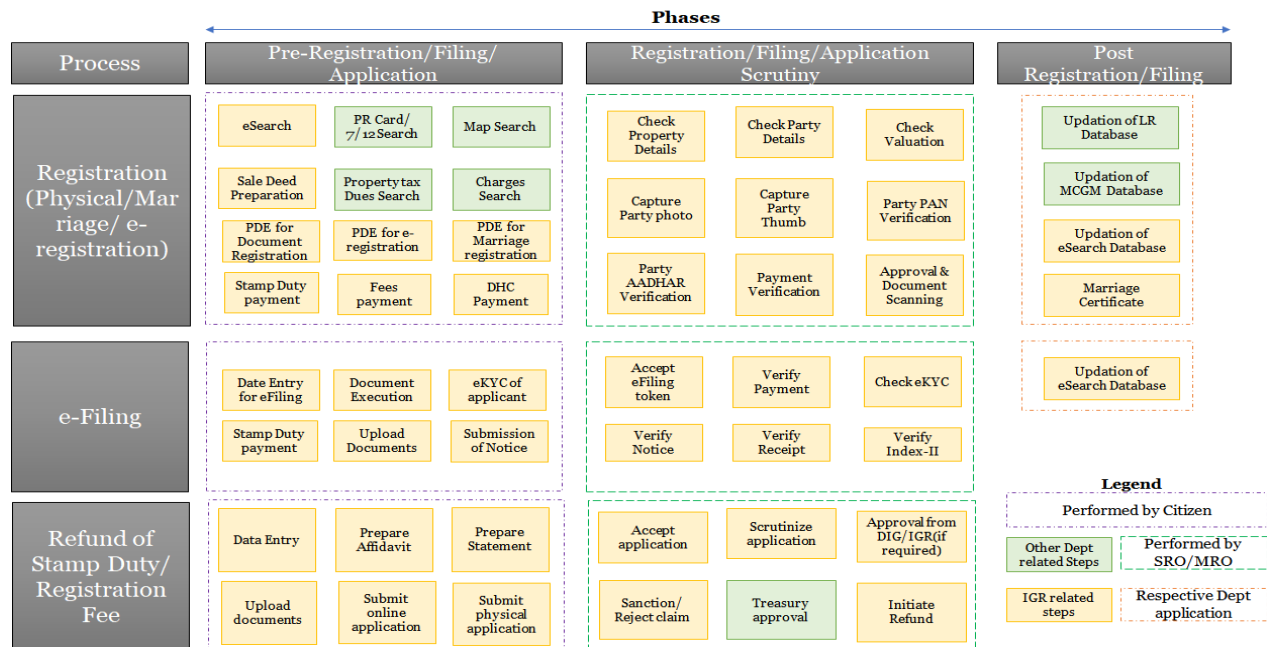 Phases
Process
Pre-Registration/Filing/
Application
Registration/Filing/Application
Scrutiny
Post
Registration/Filing
Registration
(Physical/Mar
riage/ e-
registration)
eSearch
PR Card/
7/12 Search
Map Search
Sale Deed
Preparation
Property tax
Dues Search
Charges
Search
PDE for
Document
Registration
PDE for e-
registration
PDE for
Marriage
registration
Stamp Duty
payment
Fees
payment
DHC
Payment
Check
Property
Details
Check Party
Details
Check
Valuation
Capture
Party photo
Capture
Party
Thumb
Party PAN
Verification
Party
AADHAR
Verification
Payment
Verification
Approval &
Document
Scanning
Updation of LR
Database
Updation of
MCGM Database
Updation of
eSearch Database
Marriage
Certificate
e-Filing
Date Entry
for eFiling
Document
Execution
eKYC of
applicant
Stamp Duty
payment
Upload
Documents
Submission
of Notice
Accept
eFiling
token
Verify
Payment
Check eKYC
Verify
Notice
Verify
Receipt
Verify
Index-II
Updation
of eSearch Database
Refund of
Stamp Duty/
Registration
Fee
Data Entry
Prepare
Affidavit
Prepare
Statement
Upload
documents
Submit
online
application
Submit
physical
application
Accept
application
Scrutinize
application
Approval from
DIG/IGR(if
required)
Sanction/
Reject claim
Treasury
approval
Initiate
Refund
Legend
Performed by Citizen
Other Dept
related Steps
Performed by
SRO/MRO
IGR related
steps
Respective Dept
application